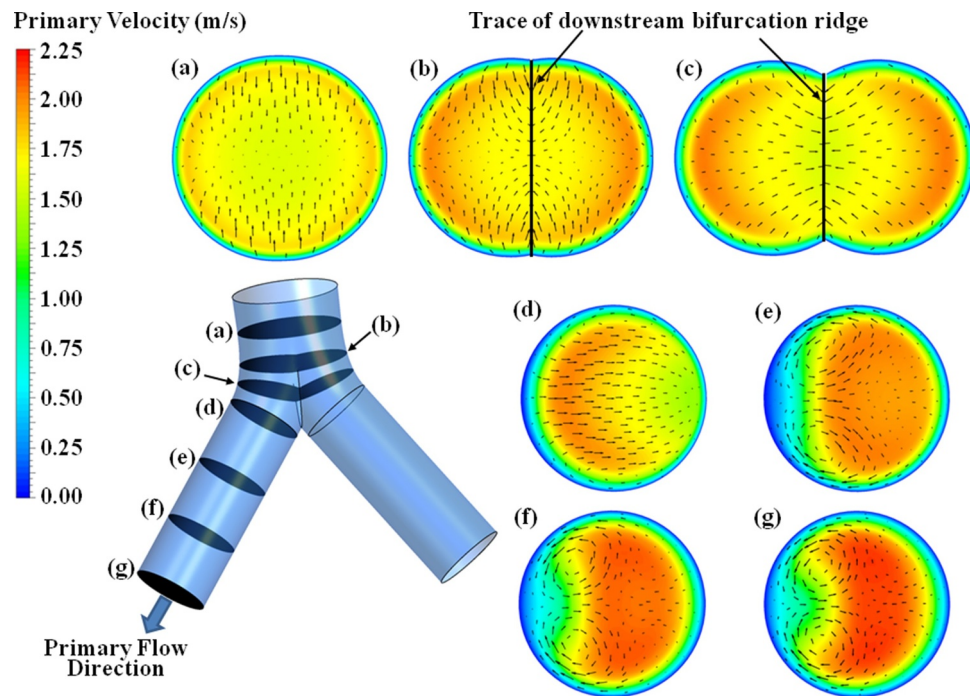 Primary Velocity (m/s)
Trace of downstream bifurcation ridge
2.25
2.00
1.75
1.50
1.25
1.00
0.75
0.50
0.25
0.00
(a)
(b)
(c)
(a)
(b)
(c)
(d)
(e)
(f)
(g)
Primary Flow
Direction
(d)
(e)
(f)
(g)